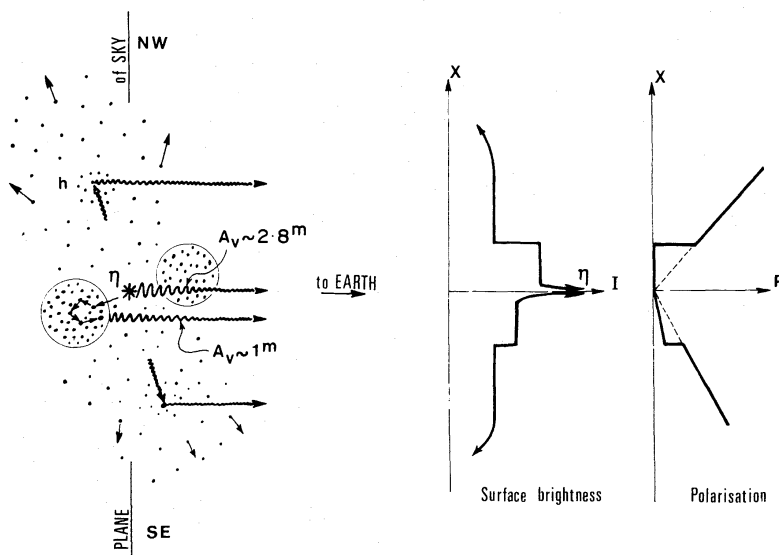 of SKY
NW
h
A_v ~ 2·8^m
η
A_v ~ 1^m
to EARTH
PLANE
SE
X
η
I
Surface brightness
X
P
Polarisation